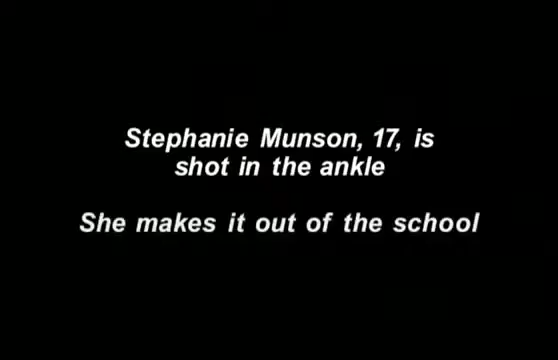 Stephanie Munson, 17, is
shot in the ankle
She makes it out of the school